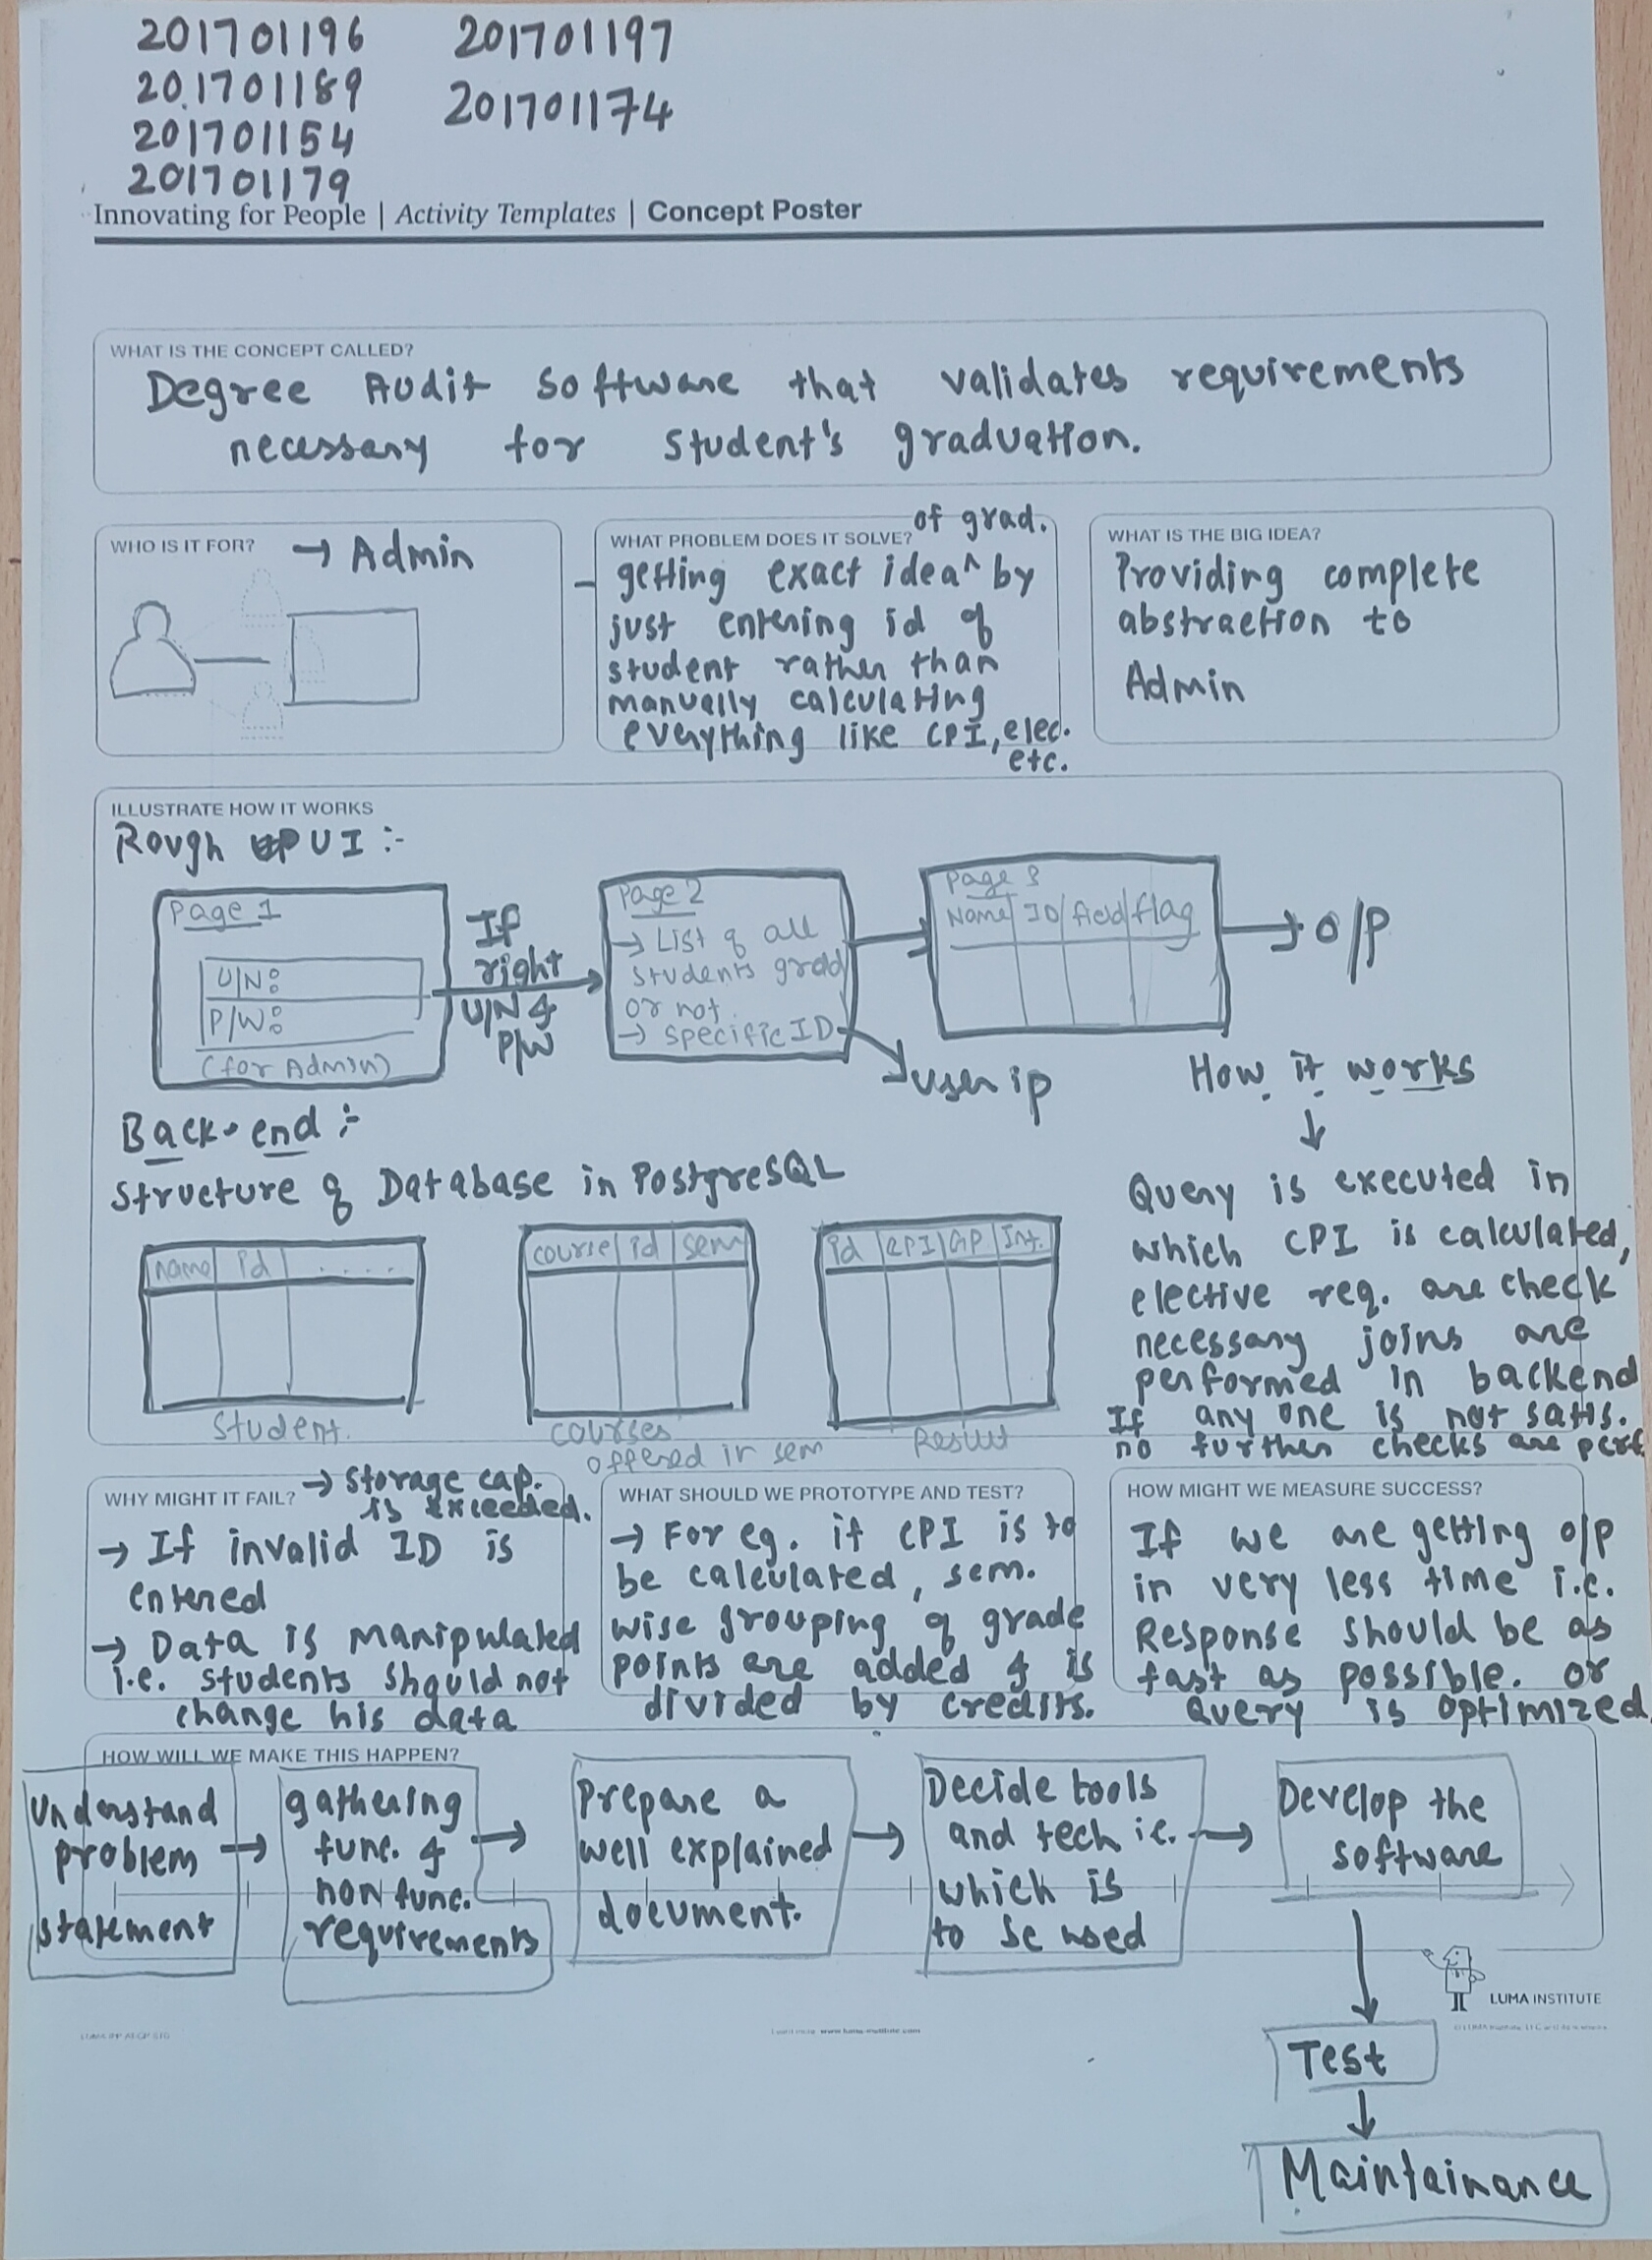 201701196
201701189
201701154
201701179
201701197
201701174
Innovating for People | Activity Templates | Concept Poster
WHAT IS THE CONCEPT CALLED?
Degree Audit Software that validates requirements
necessary for student's graduation.
WHO IS IT FOR? → Admin
WHAT PROBLEM DOES IT SOLVE?
of grad.
- getting exact idea ^ by
just entering id of
student rather than
manually calculating
everything like CPI, elec.
etc.
WHAT IS THE BIG IDEA?
Providing complete
abstraction to
Admin
ILLUSTRATE HOW IT WORKS
Rough UI :-
Page 1
U/N:
P/W:
(for Admin)
If
right
U/N &
P/W
Page 2
→ List of all
students grad
or not.
→ specific ID
user ip
Page 3
Name ID field flag
→ O/P
Back-end :-
Structure of Database in PostgreSQL
name id ....
Student.
course id sem
courses
offered in sem
id CPI GP Int.
Result
How it works
↓
Query is executed in
which CPI is calculated,
elective req. are check
necessary joins are
performed in backend
If any one is not satis.
no further checks are perf.
WHY MIGHT IT FAIL? → Storage cap.
is exceeded.
→ If invalid ID is
entered
→ Data is manipulated
i.e. students should not
change his data
WHAT SHOULD WE PROTOTYPE AND TEST?
→ For eg. if CPI is to
be calculated, sem.
wise grouping of grade
points are added & is
divided by credits.
HOW MIGHT WE MEASURE SUCCESS?
If we are getting o/p
in very less time i.e.
Response should be as
fast as possible. or
Query is optimized
HOW WILL WE MAKE THIS HAPPEN?
Understand
problem
statement
gathering
func. &
non func.
requirements
Prepare a
well explained
document.
Decide tools
and tech ie.
which is
to be used
Develop the
software
LUMA INSTITUTE
Test
Maintainance